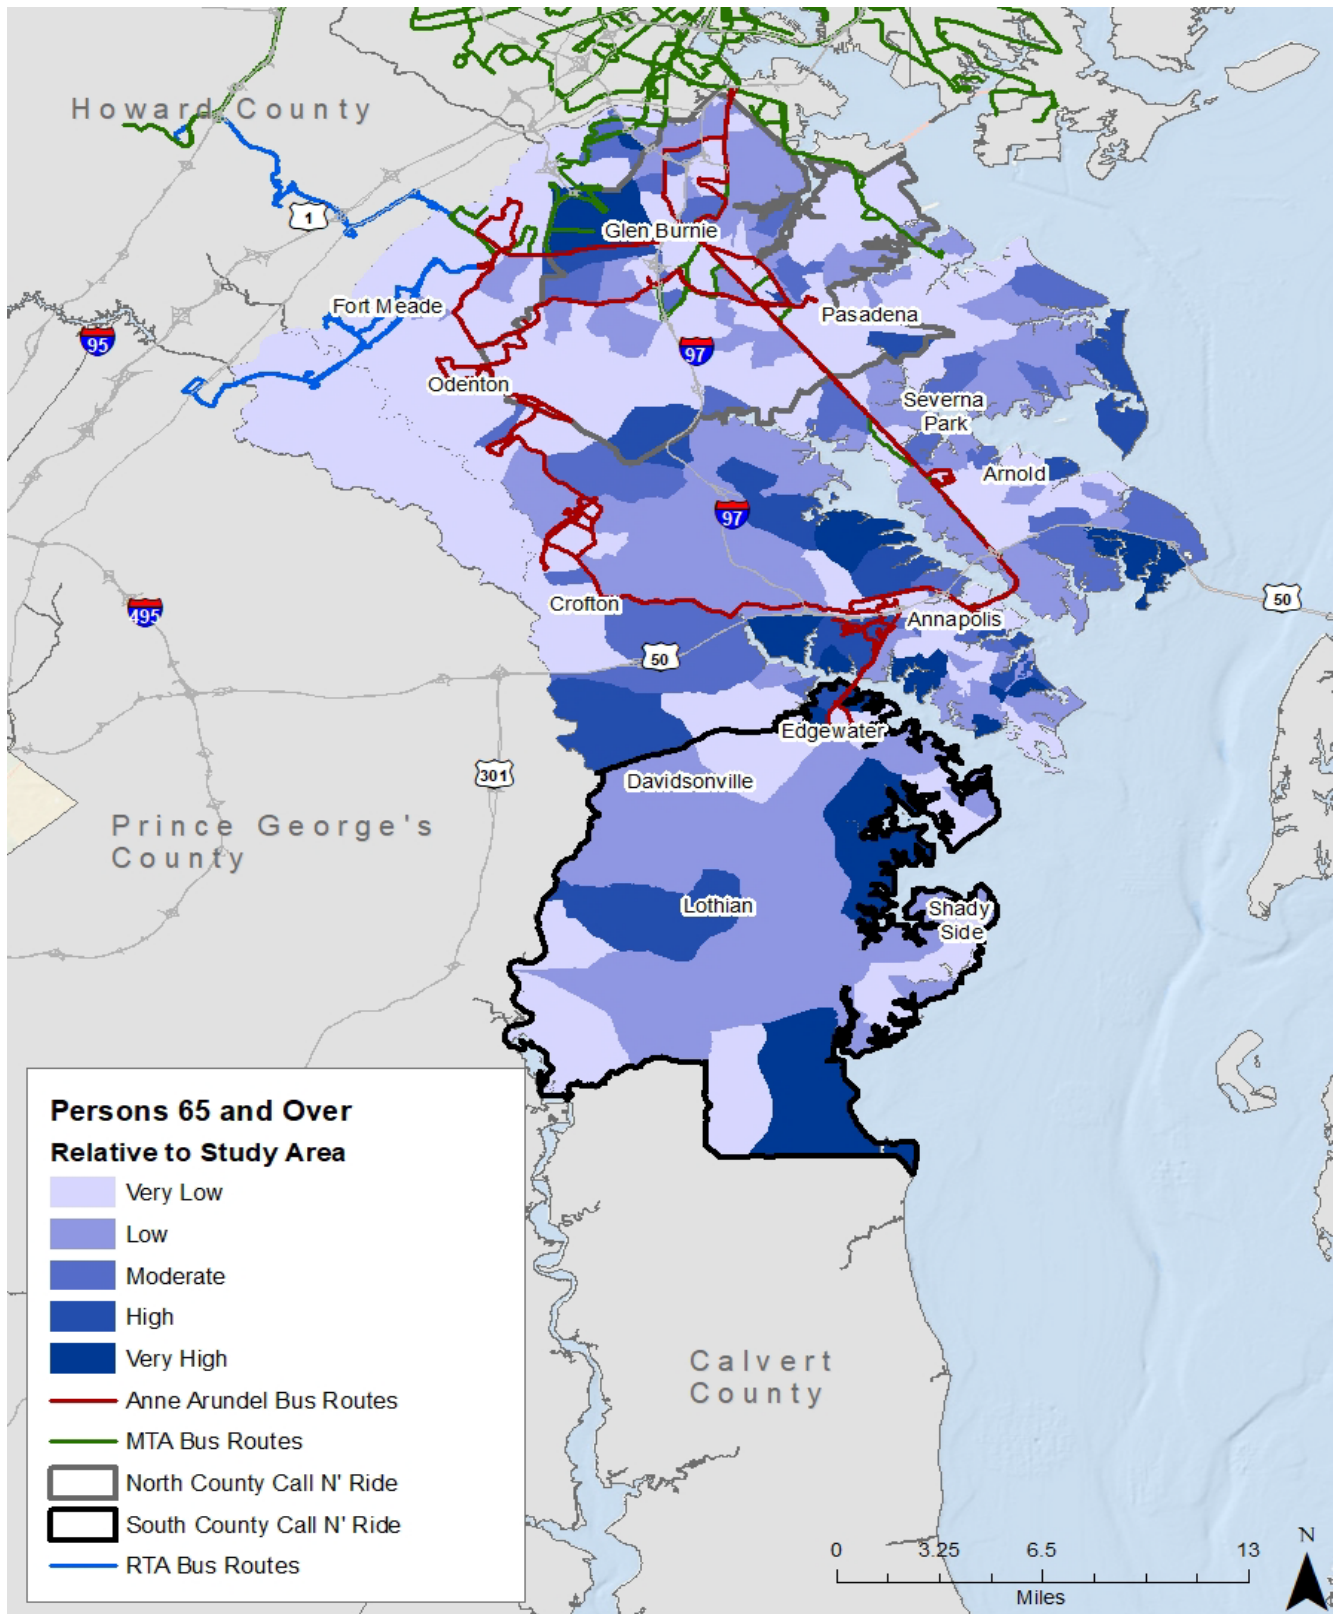 Howard County
1
Glen Burnie
Fort Meade
Pasadena
95
97
Odenton
Severna
Park
Arnold
97
Crofton
495
50
Annapolis
50
Edgewater
301
Davidsonville
Prince George's
County
Lothian
Shady
Side
Persons 65 and Over
Relative to Study Area
Very Low
Low
Moderate
High
Very High
Anne Arundel Bus Routes
MTA Bus Routes
North County Call N' Ride
South County Call N' Ride
RTA Bus Routes
Calvert
County
N
0 3.25 6.5 13
Miles